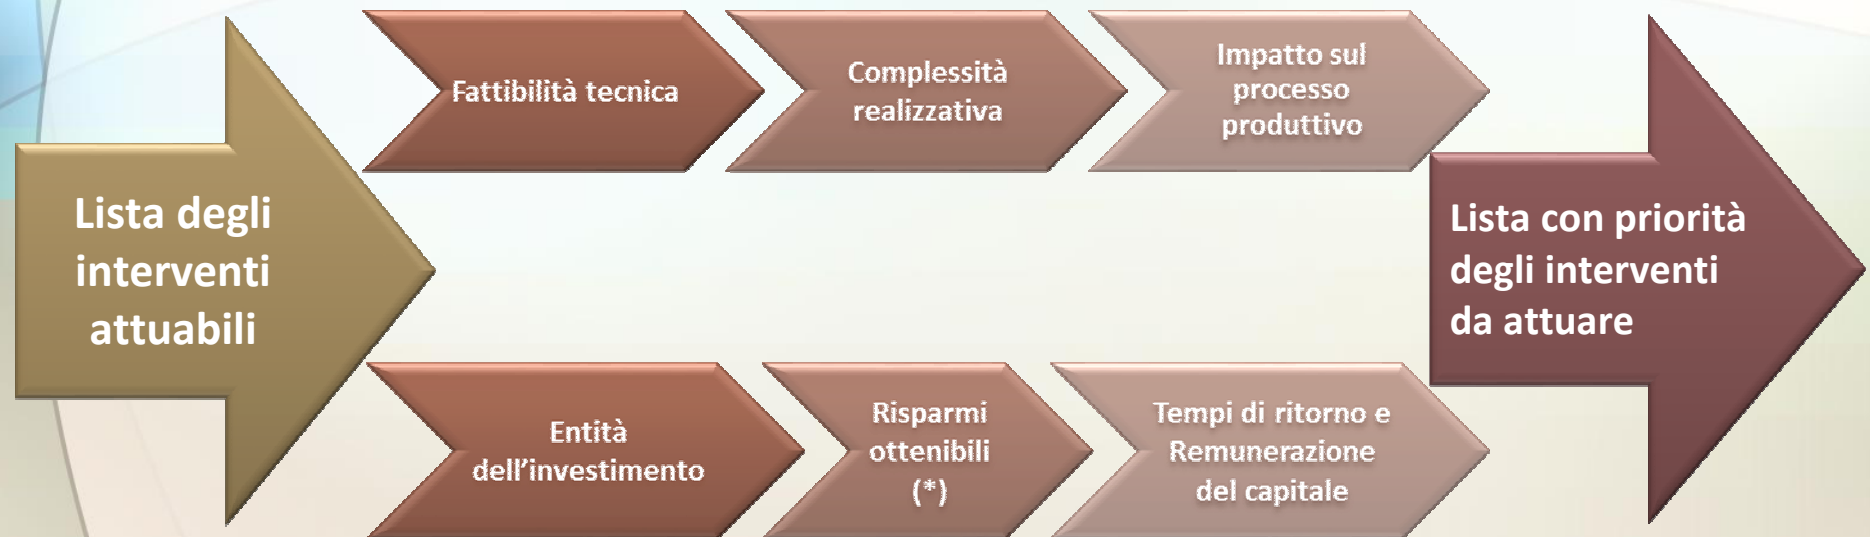 Lista degli
interventi
attuabili
Fattibilità tecnica
Complessità
realizzativa
Impatto sul
processo
produttivo
Entità
dell'investimento
Risparmi
ottenibili
(*)
Tempi di ritorno e
Remunerazione
del capitale
Lista con priorità
degli interventi
da attuare